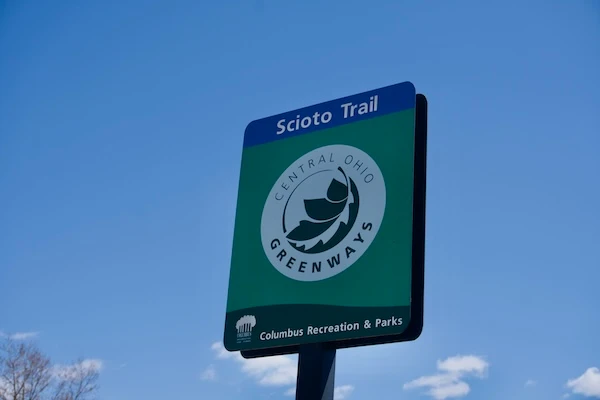 Scioto Trail
CENTRAL OHIO
GREENWAYS
Columbus Recreation & Parks